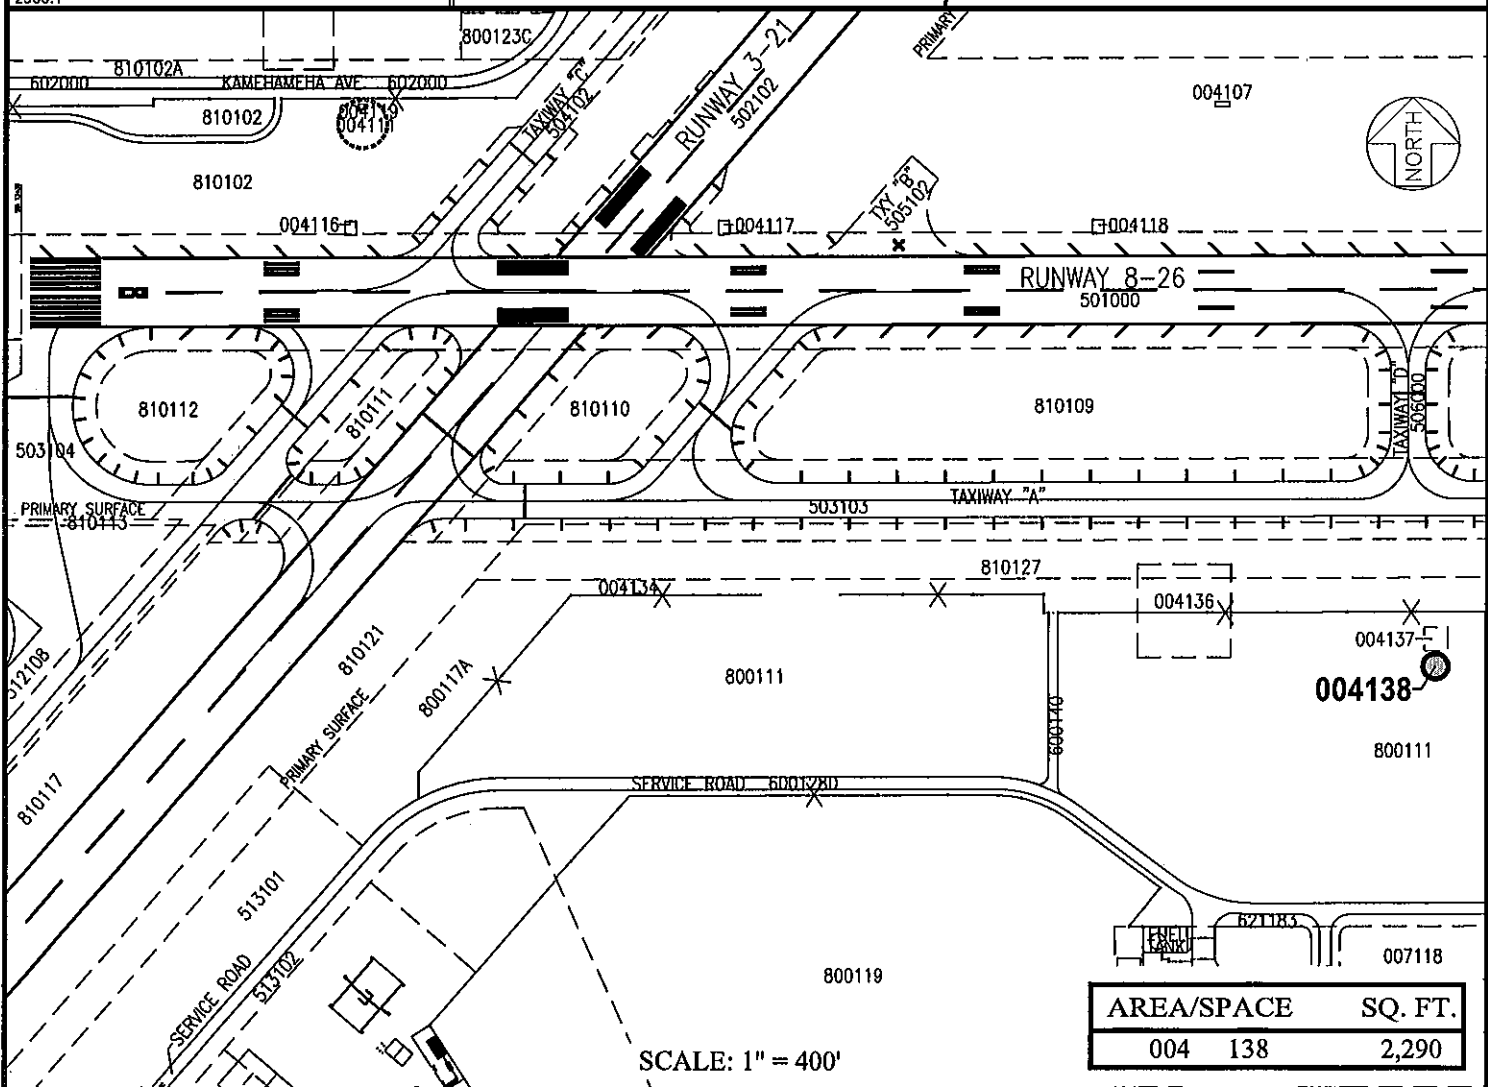 800123C
810102A
602000
KAMEHAMEHA AVE.
602000
810102
004111
810102
TAXIWAY "C"
504102
RUNWAY 3-21
502102
PRIMARY
004107
NORTH
TXY "B"
505102
004116
004117
004118
RUNWAY 8-26
501000
810112
810111
810110
810109
TAXIWAY "D"
506000
503104
PRIMARY SURFACE
810113
TAXIWAY "A"
503103
810127
004134
004136
004137
004138
512108
810121
800117A
800111
600140
800111
PRIMARY SURFACE
SERVICE ROAD 600128D
810117
513101
513102
SERVICE ROAD
800119
FUEL
TANK
621183
007118
AREA/SPACE SQ. FT.
004 138 2,290
SCALE: 1" = 400'